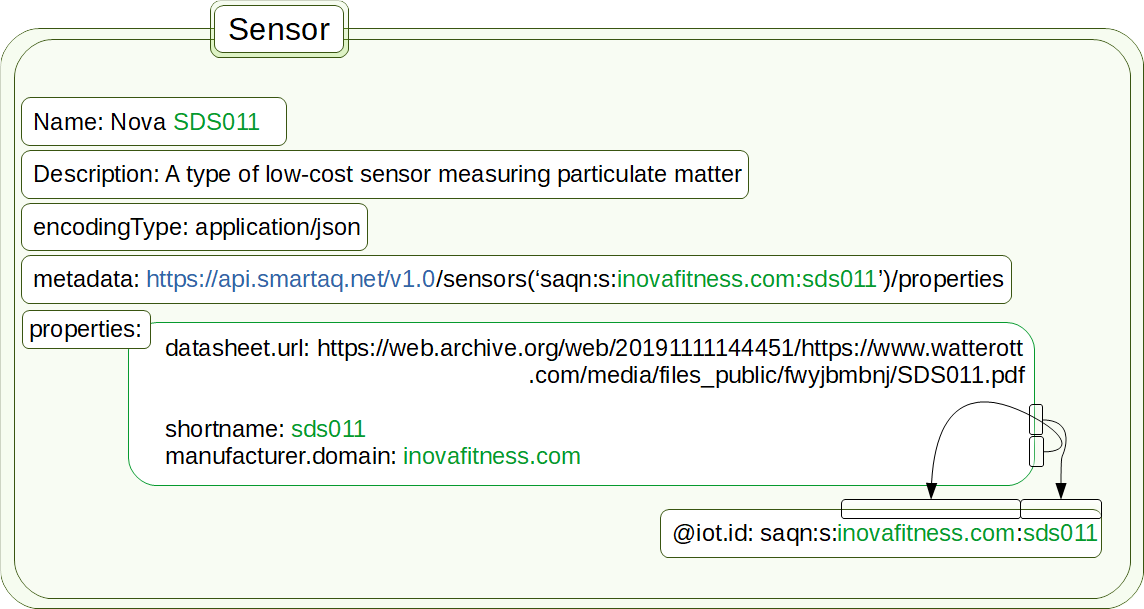 Sensor
Name: Nova SDS011
Description: A type of low-cost sensor measuring particulate matter
encodingType: application/json
metadata: https://api.smartaq.net/v1.0/sensors(‘saqn:s:inovafitness.com:sds011’)/properties
properties:
datasheet.url: https://web.archive.org/web/20191111144451/https://www.watterott
.com/media/files_public/fwyjbmbnj/SDS011.pdf
shortname: sds011
manufacturer.domain: inovafitness.com
@iot.id: saqn:s:inovafitness.com:sds011